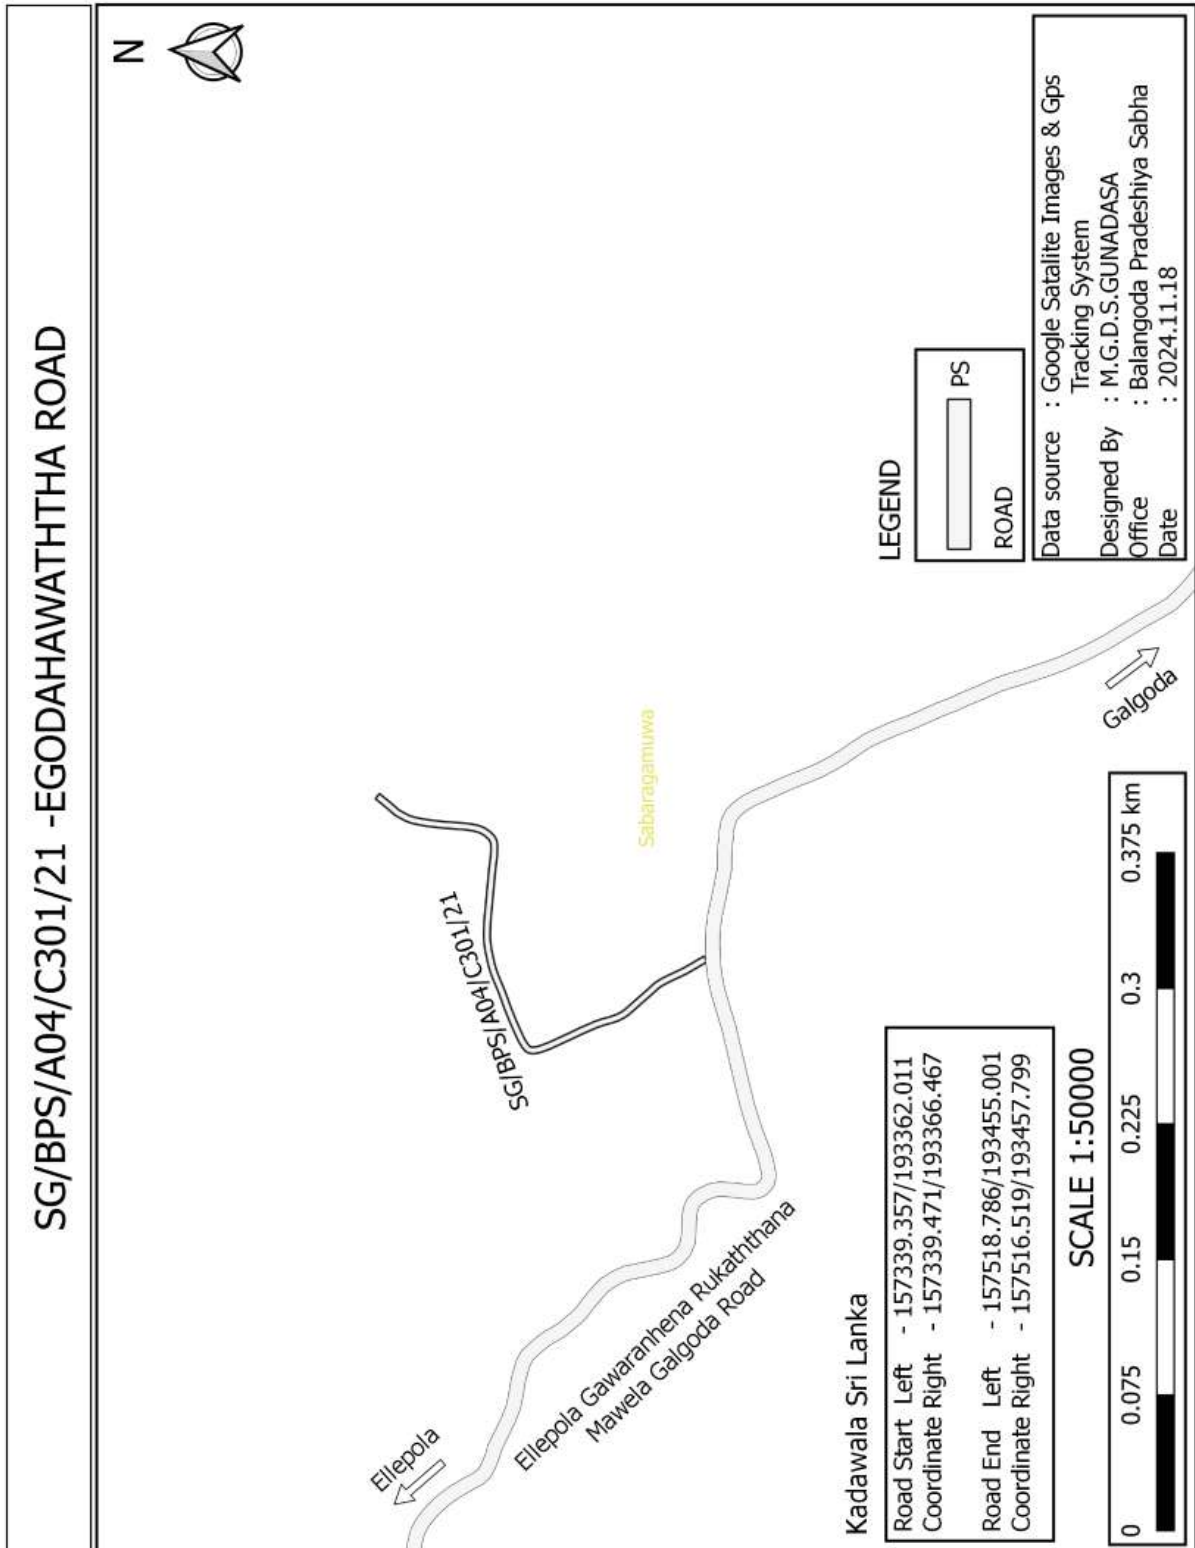 SG/BPS/A04/C301/21 -EGODAHAWATHTHA ROAD
N
Ellepola
Ellepola Gawaranhena Rukaththana
Mawela Galgoda Road
SG/BPS/A04/C301/21
Sabaragamuwa
Galgoda
Kadawala Sri Lanka
Road Start Left - 157339.357/193362.011
Coordinate Right - 157339.471/193366.467
Road End Left - 157518.786/193455.001
Coordinate Right - 157516.519/193457.799
SCALE 1:50000
0 0.075 0.15 0.225 0.3 0.375 km
LEGEND
PS
ROAD
Data source : Google Satalite Images & Gps
Tracking System
Designed By : M.G.D.S.GUNADASA
Office : Balangoda Pradeshiya Sabha
Date : 2024.11.18